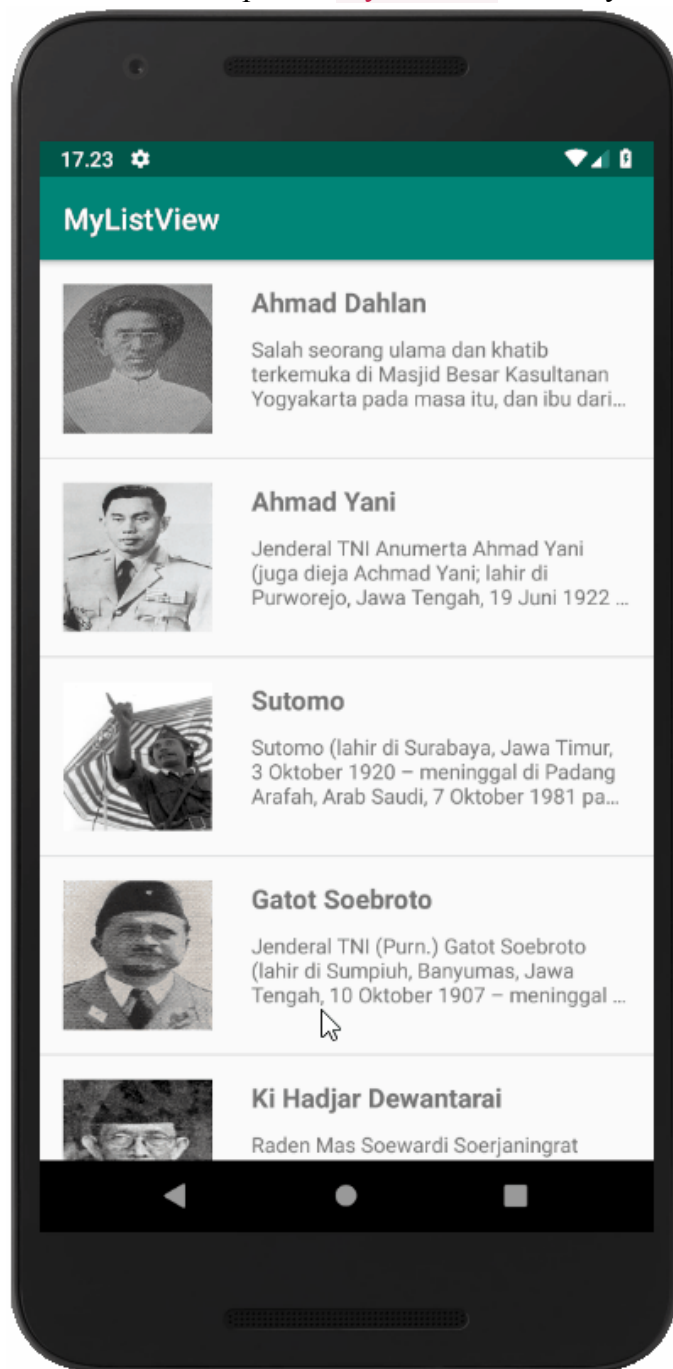 17.23
MyListView
Ahmad Dahlan
Salah seorang ulama dan khatib
terkemuka di Masjid Besar Kasultanan
Yogyakarta pada masa itu, dan ibu dari...
Ahmad Yani
Jenderal TNI Anumerta Ahmad Yani
(juga dieja Achmad Yani; lahir di
Purworejo, Jawa Tengah, 19 Juni 1922 ...
Sutomo
Sutomo (lahir di Surabaya, Jawa Timur,
3 Oktober 1920 – meninggal di Padang
Arafah, Arab Saudi, 7 Oktober 1981 pa...
Gatot Soebroto
Jenderal TNI (Purn.) Gatot Soebroto
(lahir di Sumpiuh, Banyumas, Jawa
Tengah, 10 Oktober 1907 – meninggal ...
Ki Hadjar Dewantarai
Raden Mas Soewardi Soerjaningrat